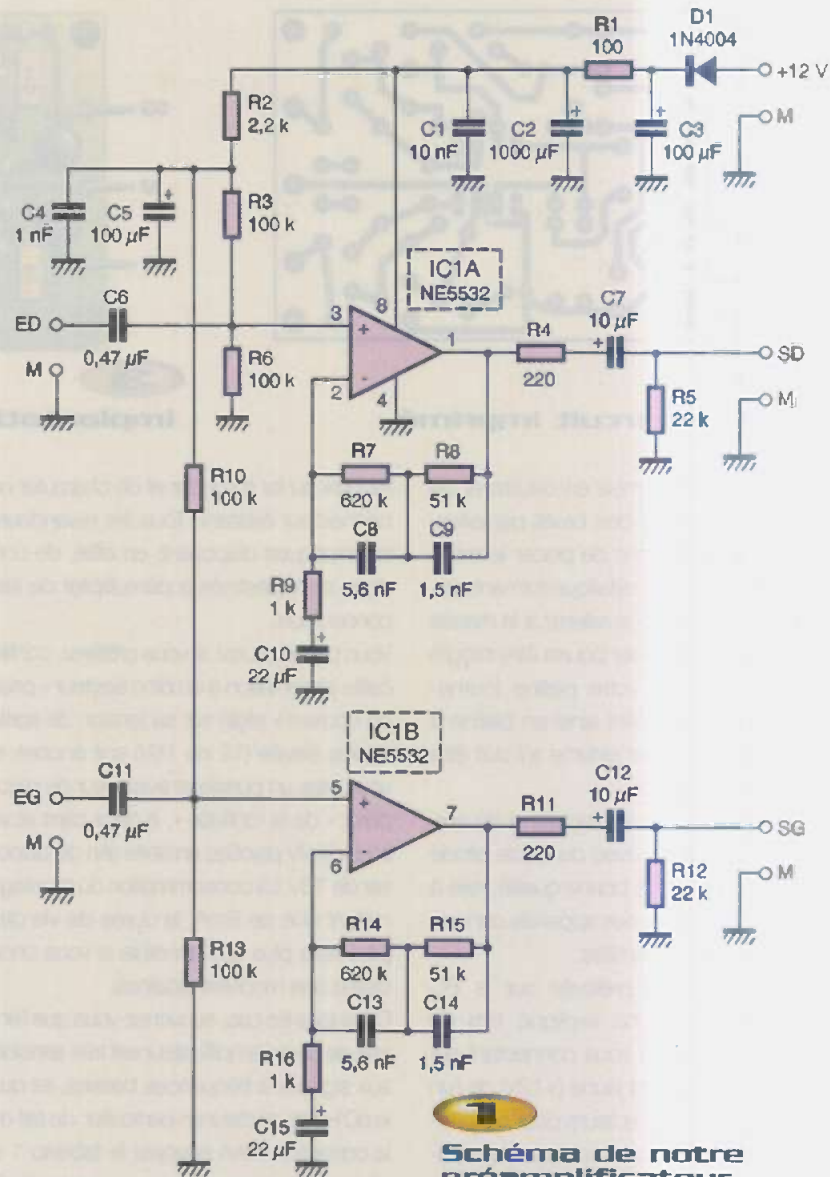 R1
100
D1
1N4004
+12 V
M
R2
2,2 k
C1
10 nF
C2
1000 µF
+
C3
100 µF
+
C4
1 nF
C5
100 µF
+
R3
100 k
IC1A
NE5532
ED
C6
0,47 µF
M
R6
100 k
3
+
8
2
-
4
1
R4
220
C7
10 µF
+
SD
R5
22 k
M
R7
620 k
R8
51 k
C8
5,6 nF
C9
1,5 nF
R10
100 k
R9
1 k
C10
22 µF
+
IC1B
NE5532
EG
C11
0,47 µF
M
5
+
6
-
7
R11
220
C12
10 µF
+
SG
R12
22 k
M
R13
100 k
R14
620 k
R15
51 k
C13
5,6 nF
C14
1,5 nF
R16
1 k
C15
22 µF
+
1
Schéma de notre
préamplificateur